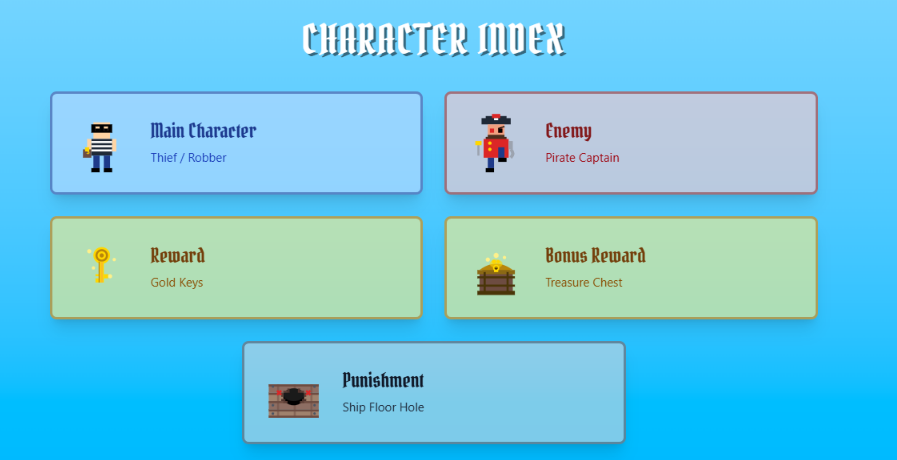 CHARACTER INDEX
Main Character
Thief / Robber
Enemy
Pirate Captain
Reward
Gold Keys
Bonus Reward
Treasure Chest
Punishment
Ship Floor Hole